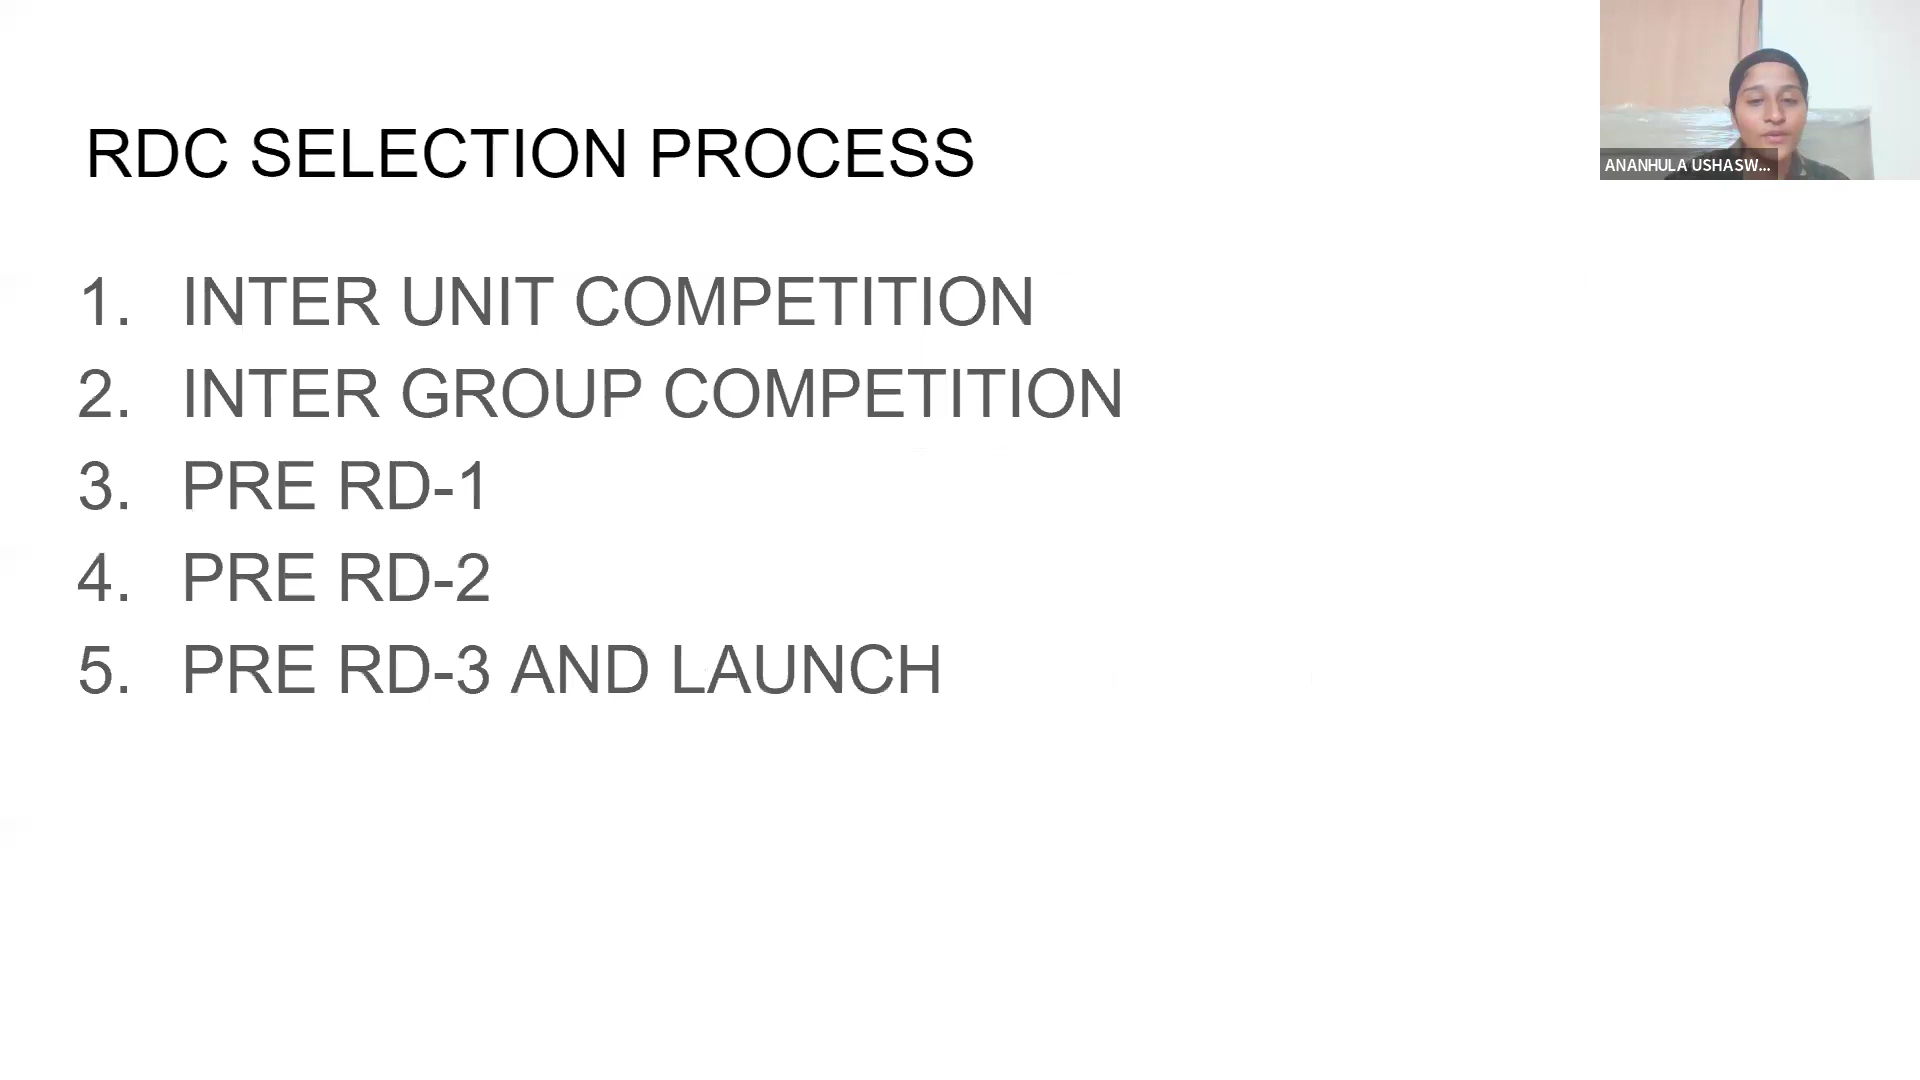 RDC SELECTION PROCESS
1. INTER UNIT COMPETITION
2. INTER GROUP COMPETITION
3. PRE RD-1
4. PRE RD-2
5. PRE RD-3 AND LAUNCH
ANANHULA USHASW...